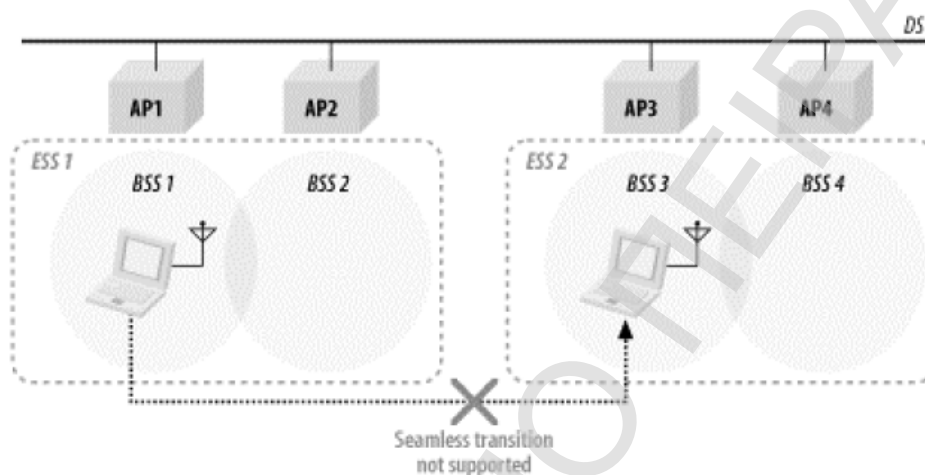 DS
AP1 AP2 AP3 AP4
ESS 1 ESS 2
BSS 1 BSS 2 BSS 3 BSS 4
Seamless transition
not supported